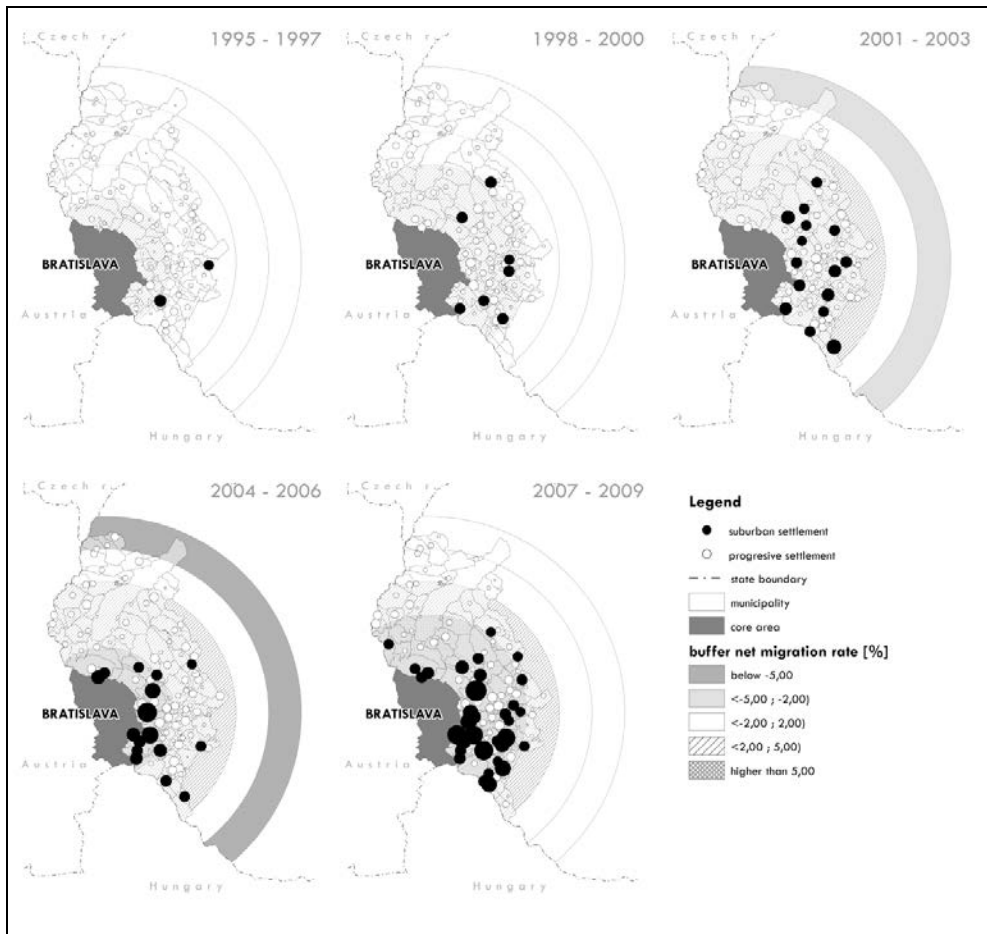 Czech r.
1995 - 1997
BRATISLAVA
Austria
Hungary
Czech r.
1998 - 2000
BRATISLAVA
Austria
Hungary
Czech r.
2001 - 2003
BRATISLAVA
Austria
Hungary
Czech r.
2004 - 2006
BRATISLAVA
Austria
Hungary
Czech r.
2007 - 2009
BRATISLAVA
Austria
Hungary
Legend
suburban settlement
progresive settlement
state boundary
municipality
core area
buffer net migration rate [%]
below -5,00
<-5,00 ; -2,00)
<-2,00 ; 2,00)
<2,00 ; 5,00)
higher than 5,00